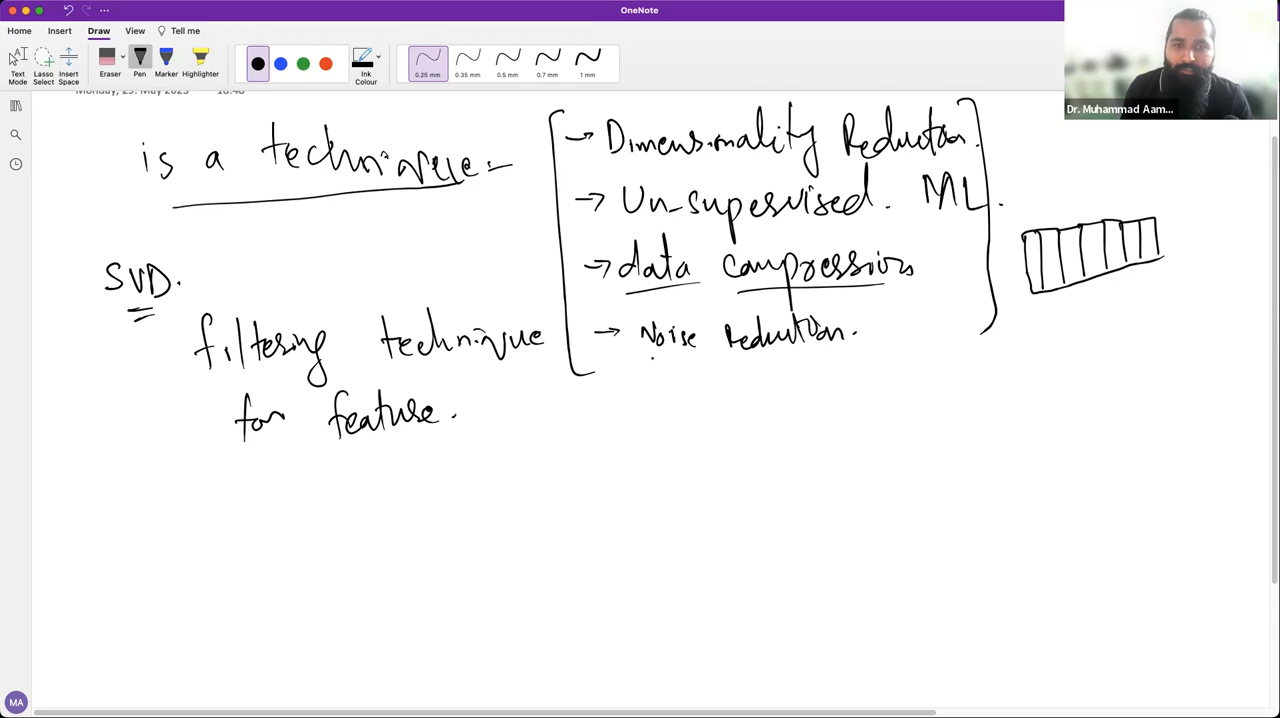 OneNote
Home Insert Draw View Tell me
Text Mode
Lasso Select
Insert Space
Eraser
Pen
Marker
Highlighter
Ink Colour
0.25 mm
0.35 mm
0.5 mm
0.7 mm
1 mm
Dr. Muhammad Aam...
is a technique:-
→ Dimensionality Reduction.
→ Un-supervised. ML.
→ data compression
→ Noise Reduction.
SVD.
filtering technique
for feature.
MA